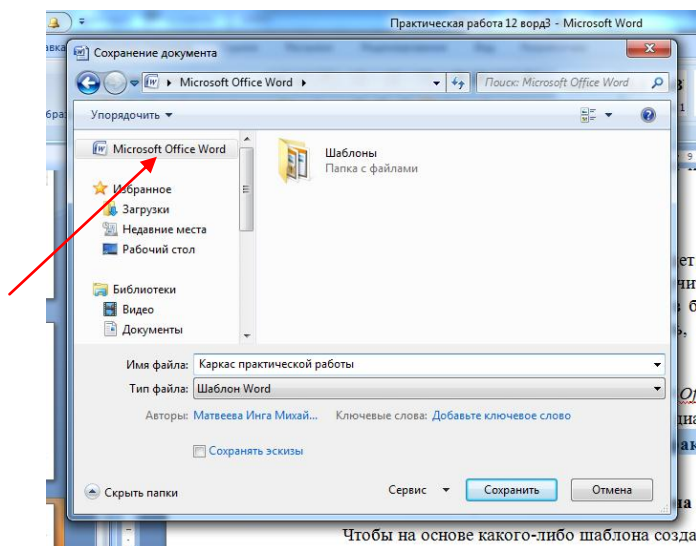 Практическая работа 12 ворд3 - Microsoft Word
Сохранение документа
Microsoft Office Word
Поиск: Microsoft Office Word
Упорядочить
Microsoft Office Word
Шаблоны
Папка с файлами
Избранное
Загрузки
Недавние места
Рабочий стол
Библиотеки
Видео
Документы
Имя файла: Каркас практической работы
Тип файла: Шаблон Word
Авторы: Матвеева Инга Михай... Ключевые слова: Добавьте ключевое слово
Сохранять эскизы
Скрыть папки Сервис Сохранить Отмена
Чтобы на основе какого-либо шаблона созда